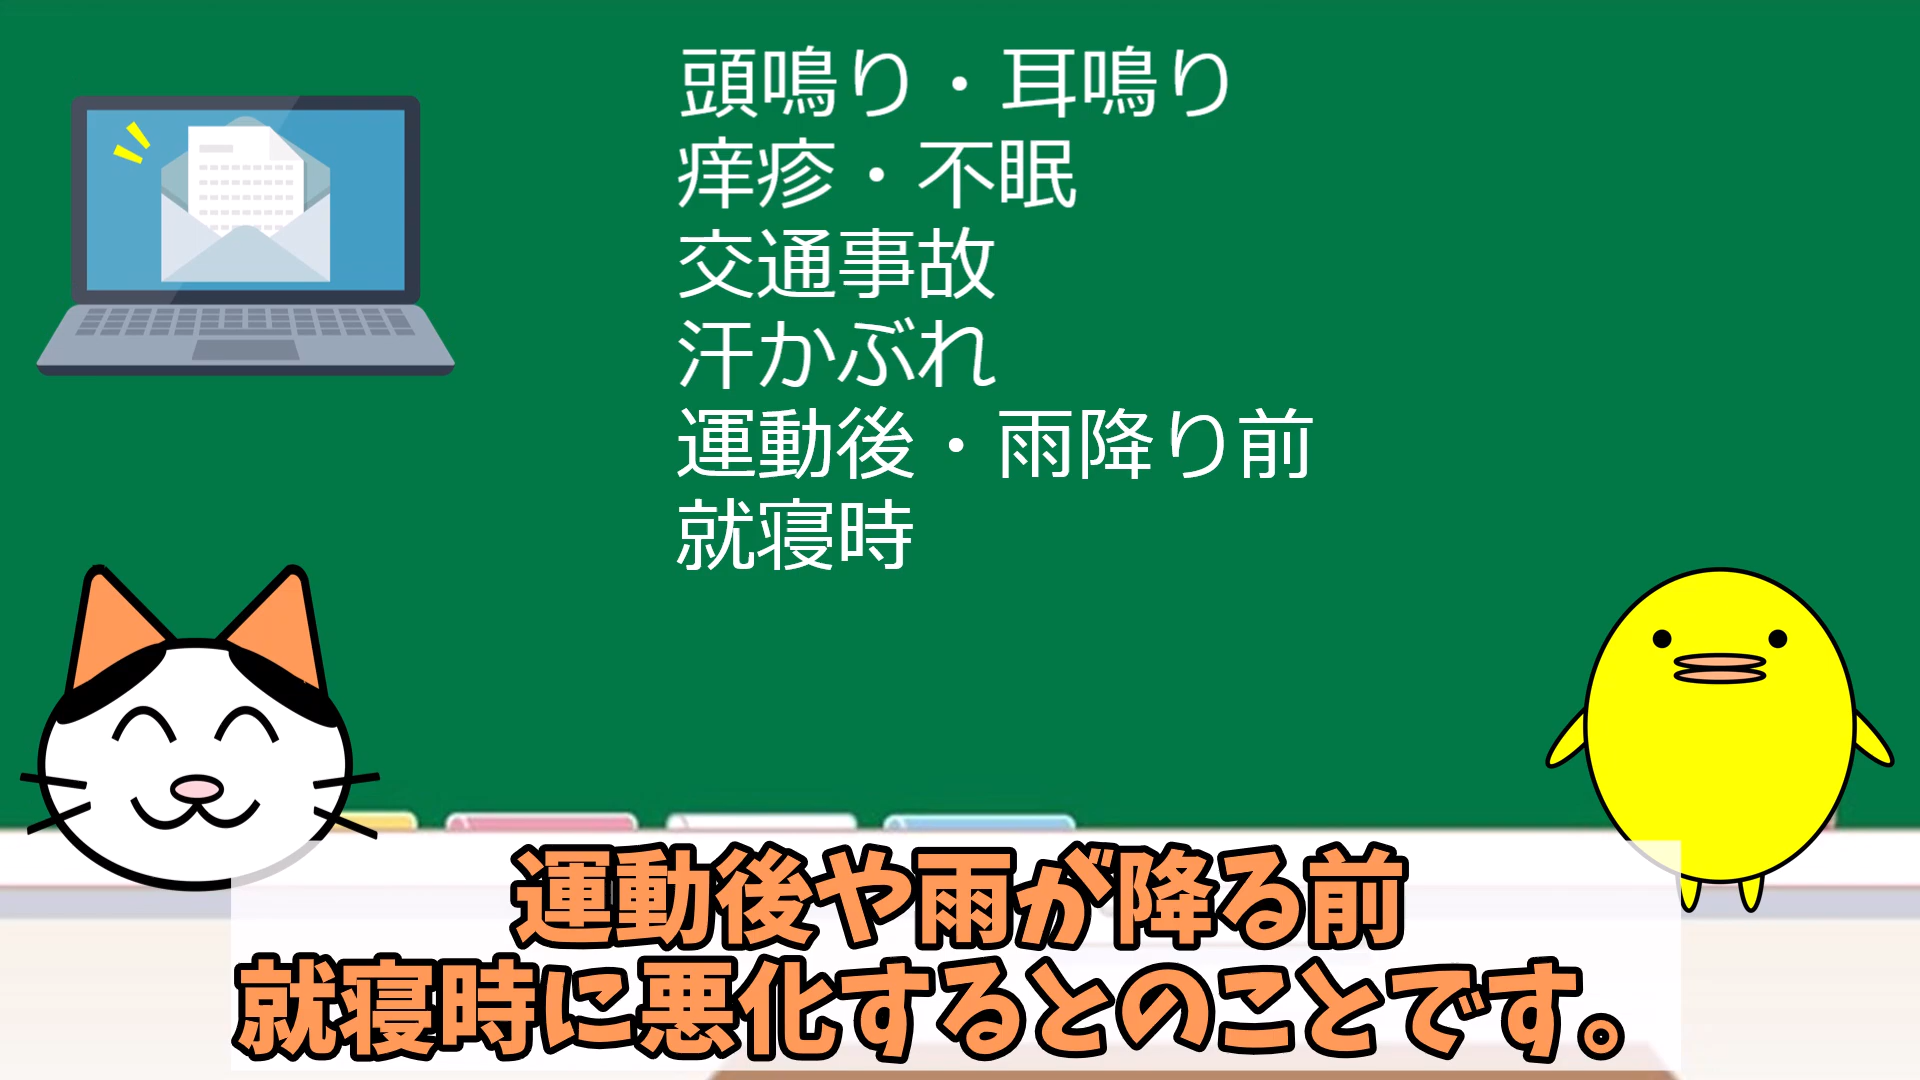 頭鳴り・耳鳴り
痒疹・不眠
交通事故
汗かぶれ
運動後・雨降り前
就寝時
運動後や雨が降る前
就寝時に悪化するとのことです。